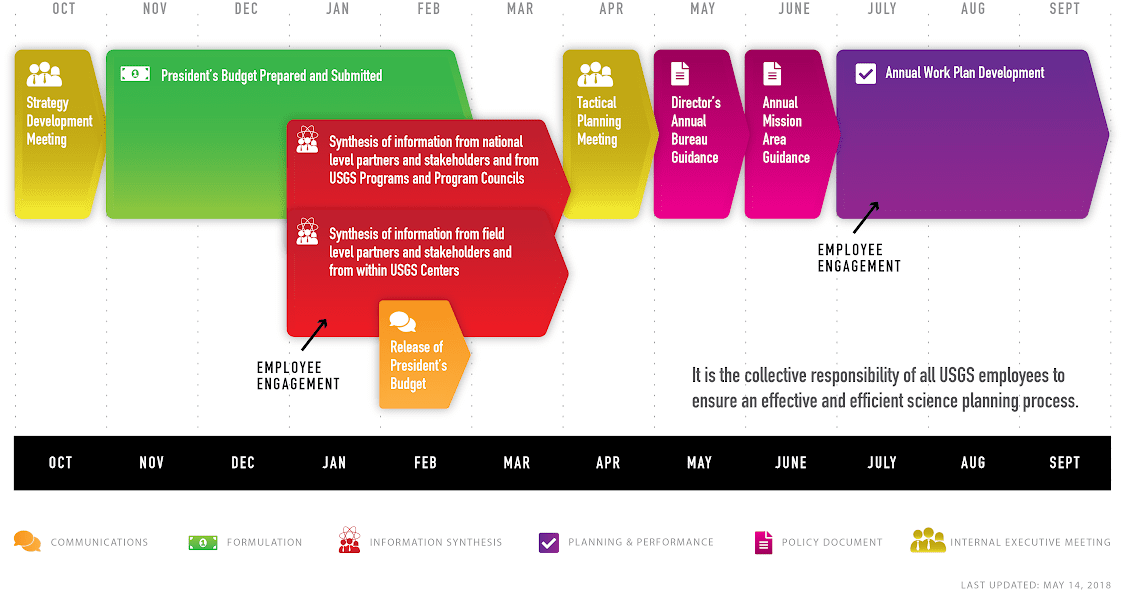 OCT NOV DEC JAN FEB MAR APR MAY JUNE JULY AUG SEPT
Strategy
Development
Meeting
President's Budget Prepared and Submitted
Synthesis of information from national
level partners and stakeholders and from
USGS Programs and Program Councils
Synthesis of information from field
level partners and stakeholders and
from within USGS Centers
EMPLOYEE
ENGAGEMENT
Release of
President's
Budget
Tactical
Planning
Meeting
Director's
Annual
Bureau
Guidance
Annual
Mission
Area
Guidance
Annual Work Plan Development
EMPLOYEE
ENGAGEMENT
It is the collective responsibility of all USGS employees to
ensure an effective and efficient science planning process.
OCT NOV DEC JAN FEB MAR APR MAY JUNE JULY AUG SEPT
COMMUNICATIONS FORMULATION INFORMATION SYNTHESIS PLANNING & PERFORMANCE POLICY DOCUMENT INTERNAL EXECUTIVE MEETING
LAST UPDATED: MAY 14, 2018